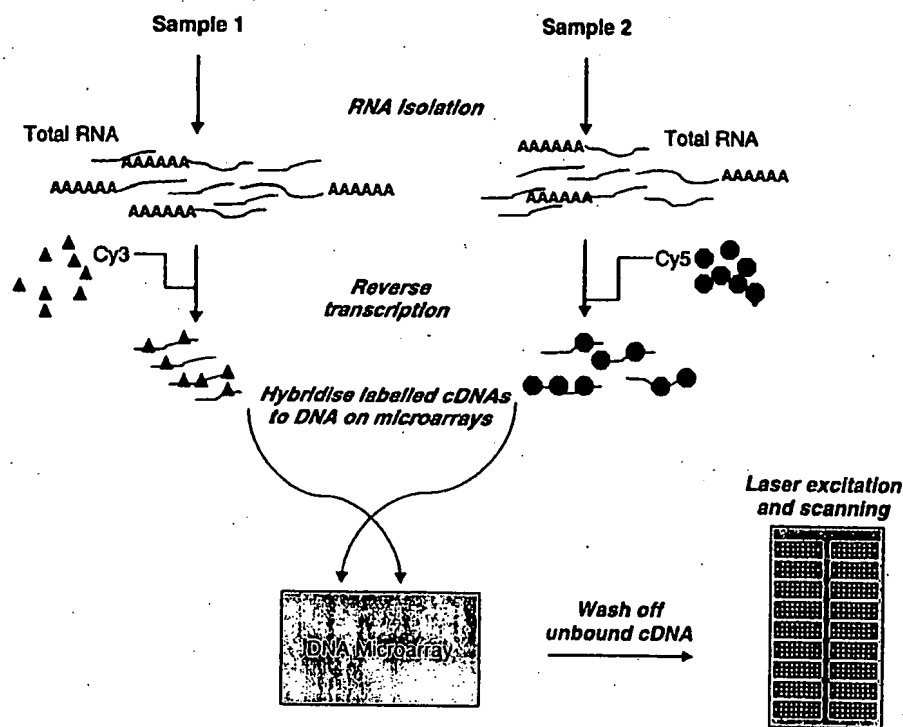 Sample 1
Sample 2
RNA isolation
Total RNA
Total RNA
AAAAAA
AAAAAA
AAAAAA
AAAAAA
AAAAAA
AAAAAA
AAAAAA
Cy3
Cy5
Reverse
transcription
Hybridise labelled cDNAs
to DNA on microarrays
Laser excitation
and scanning
DNA Microarray
Wash off
unbound cDNA